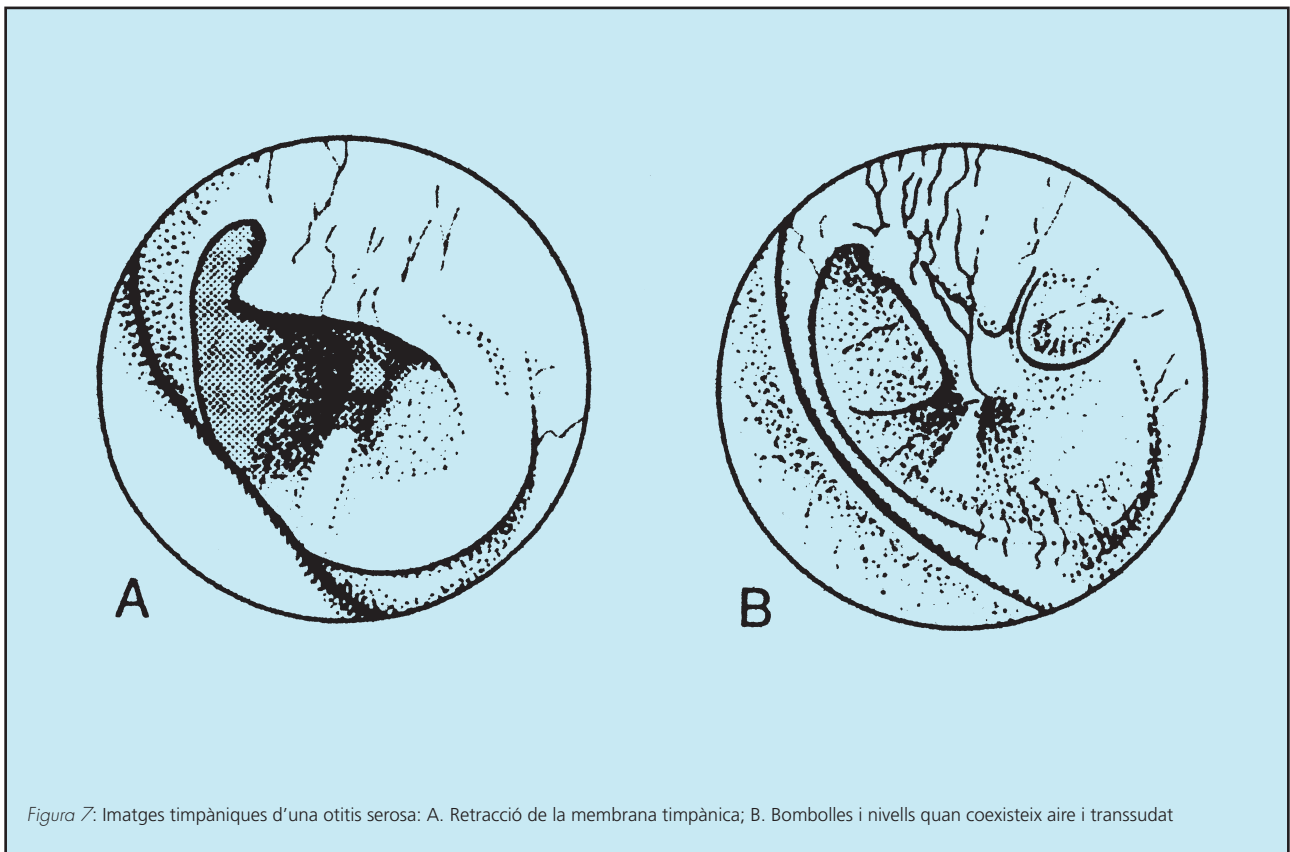 A
B
Figura 7: Imatges timpàniques d'una otitis serosa: A. Retracció de la membrana timpànica; B. Bombolles i nivells quan coexisteix aire i transsudat